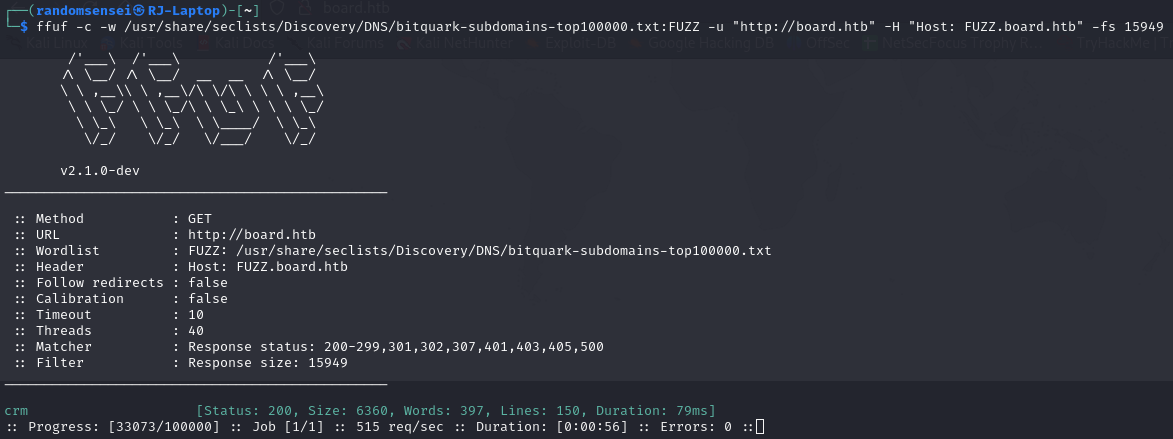 ┌──(randomsensei㉿RJ-Laptop)-[~]
└─$ ffuf -c -w /usr/share/seclists/Discovery/DNS/bitquark-subdomains-top100000.txt:FUZZ -u "http://board.htb" -H "Host: FUZZ.board.htb" -fs 15949
v2.1.0-dev
:: Method : GET
:: URL : http://board.htb
:: Wordlist : FUZZ: /usr/share/seclists/Discovery/DNS/bitquark-subdomains-top100000.txt
:: Header : Host: FUZZ.board.htb
:: Follow redirects : false
:: Calibration : false
:: Timeout : 10
:: Threads : 40
:: Matcher : Response status: 200-299,301,302,307,401,403,405,500
:: Filter : Response size: 15949
crm [Status: 200, Size: 6360, Words: 397, Lines: 150, Duration: 79ms]
:: Progress: [33073/100000] :: Job [1/1] :: 515 req/sec :: Duration: [0:00:56] :: Errors: 0 ::